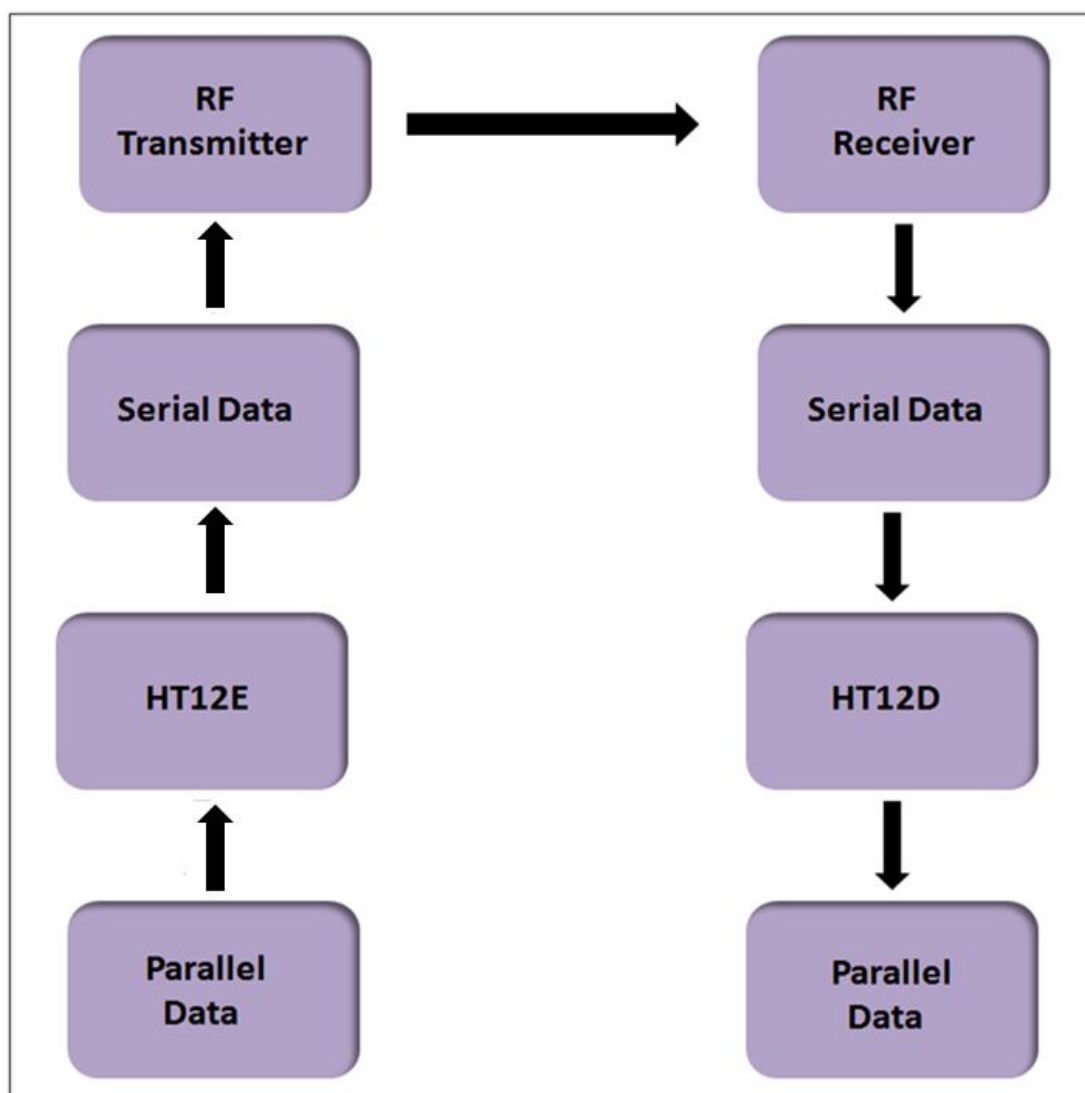 RF
Transmitter
RF
Receiver
Serial Data
Serial Data
HT12E
HT12D
Parallel
Data
Parallel
Data